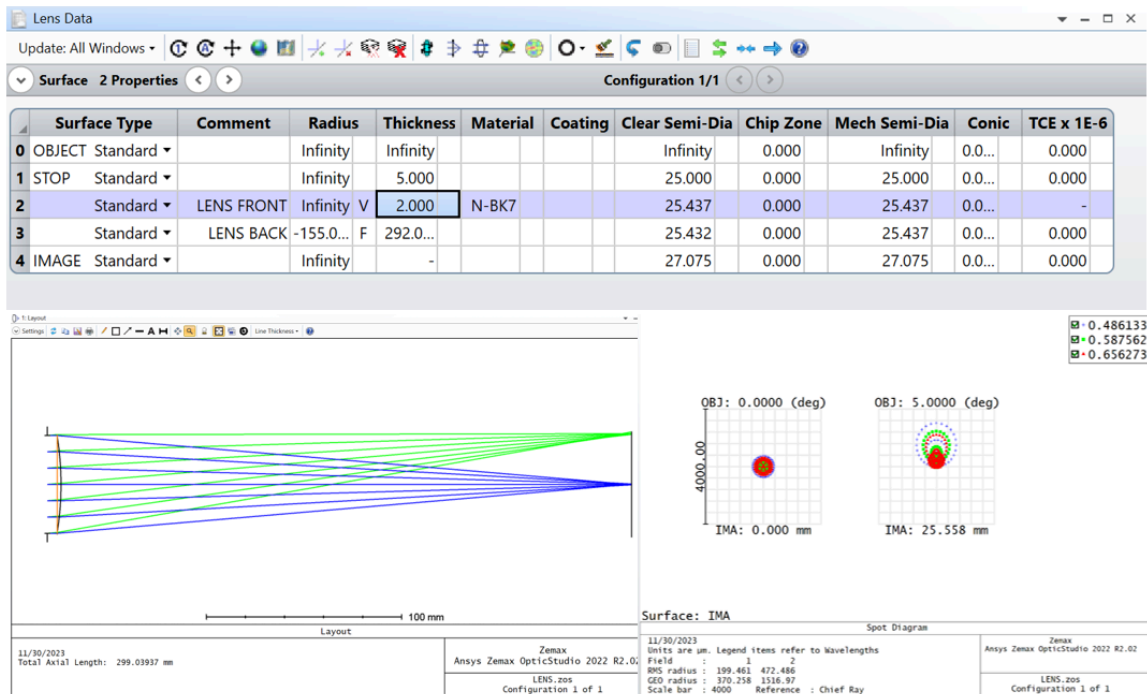 Lens Data
Update: All Windows
Surface 2 Properties Configuration 1/1
Surface Type Comment Radius Thickness Material Coating Clear Semi-Dia Chip Zone Mech Semi-Dia Conic TCE x 1E-6
0 OBJECT Standard Infinity Infinity Infinity 0.000 Infinity 0.0... 0.000
1 STOP Standard Infinity 5.000 25.000 0.000 25.000 0.0... 0.000
2 Standard LENS FRONT Infinity V 2.000 N-BK7 25.437 0.000 25.437 0.0... -
3 Standard LENS BACK -155.0... F 292.0... 25.432 0.000 25.437 0.0... 0.000
4 IMAGE Standard Infinity - 27.075 0.000 27.075 0.0... 0.000
1: Layout
Settings Line Thickness
100 mm
Layout
11/30/2023
Total Axial Length: 299.03937 mm
Zemax
Ansys Zemax OpticStudio 2022 R2.02
LENS.zos
Configuration 1 of 1
0.486133
0.587562
0.656273
OBJ: 0.0000 (deg) OBJ: 5.0000 (deg)
4000.00
IMA: 0.000 mm IMA: 25.558 mm
Surface: IMA
Spot Diagram
11/30/2023
Units are µm. Legend items refer to Wavelengths
Field : 1 2
RMS radius : 199.461 472.486
GEO radius : 370.258 1516.97
Scale bar : 4000 Reference : Chief Ray
Zemax
Ansys Zemax OpticStudio 2022 R2.02
LENS.zos
Configuration 1 of 1